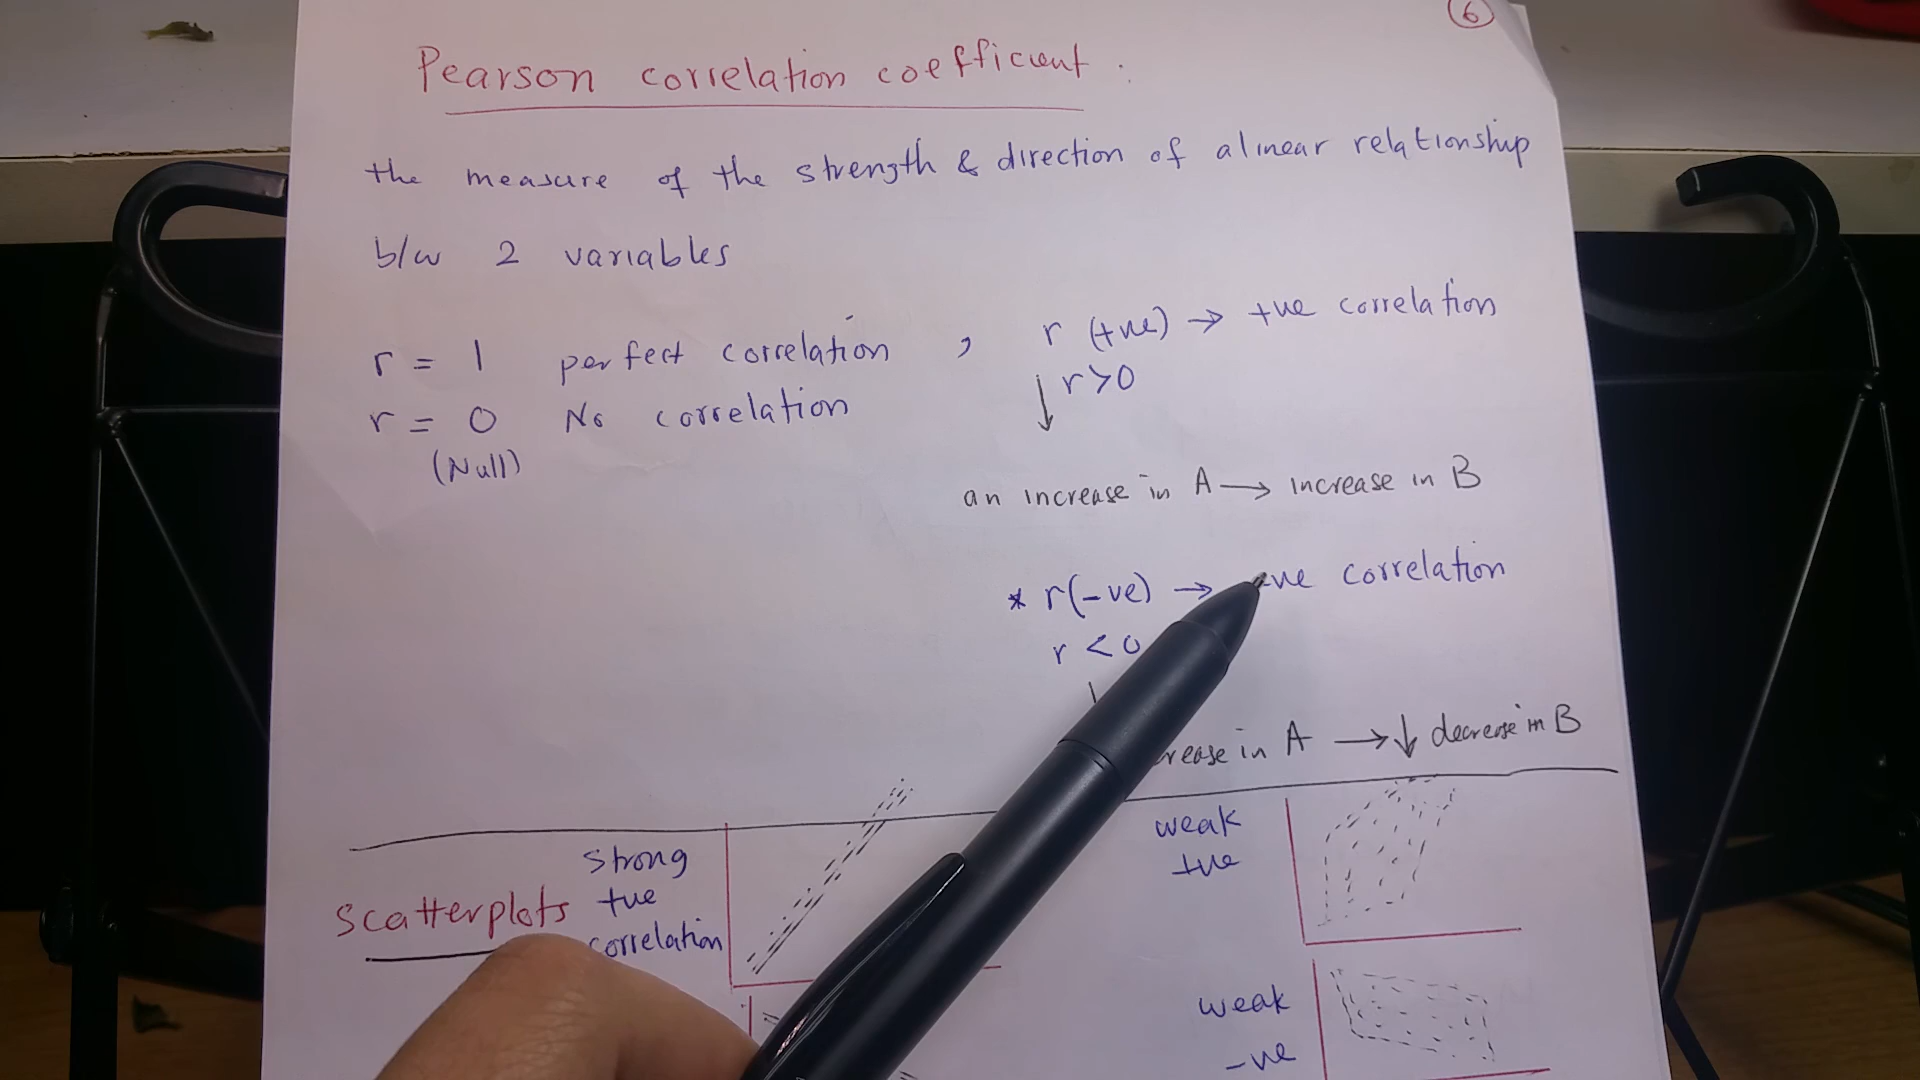 6
Pearson correlation coefficient :
the measure of the strength & direction of a linear relationship
b/w 2 variables
r = 1 perfect correlation ,
r = 0 No correlation
(Null)
r (+ve) → +ve correlation
↓ r>0
an increase in A → increase in B
* r(-ve) → -ve correlation
r < 0
in A → ↓ decrease in B
Scatterplots
strong
+ve
correlation
weak
+ve
weak
-ve